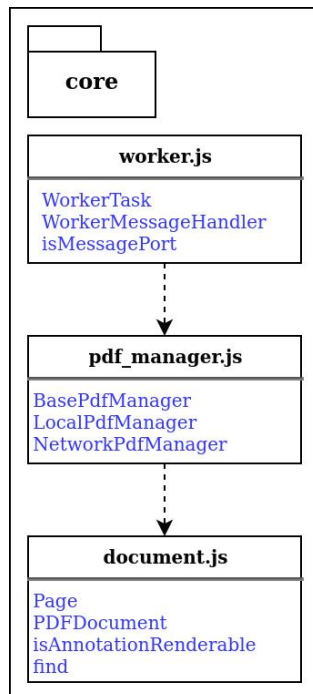 core
worker.js
WorkerTask
WorkerMessageHandler
isMessagePort
pdf_manager.js
BasePdfManager
LocalPdfManager
NetworkPdfManager
document.js
Page
PDFDocument
isAnnotationRenderable
find